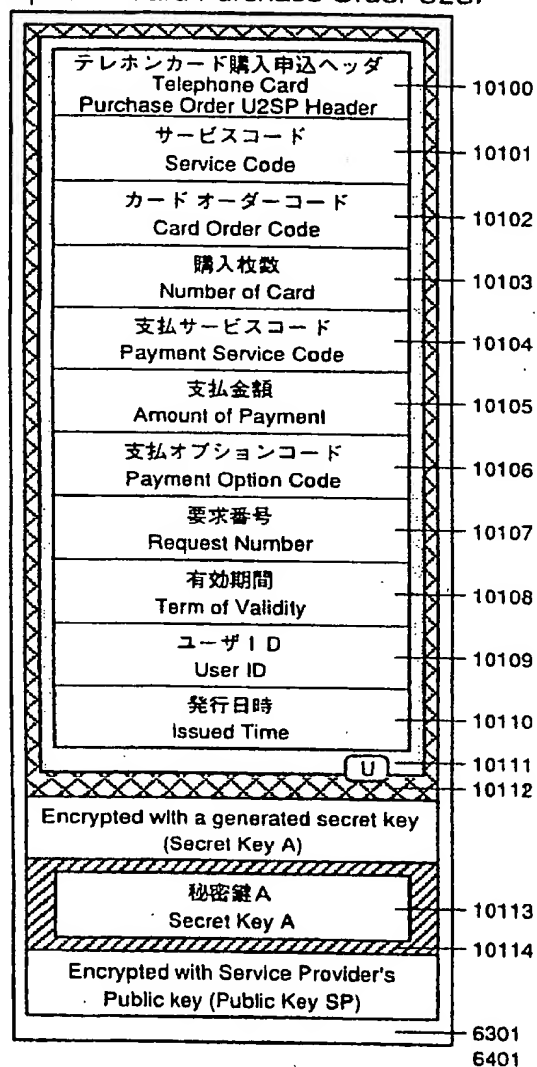 Card Purchase Order
テレホンカード購入申込ヘッダ
Telephone Card
Purchase Order U2SP Header
10100
サービスコード
Service Code
10101
カード オーダーコード
Card Order Code
10102
購入枚数
Number of Card
10103
支払サービスコード
Payment Service Code
10104
支払金額
Amount of Payment
10105
支払オプションコード
Payment Option Code
10106
要求番号
Request Number
10107
有効期間
Term of Validity
10108
ユーザID
User ID
10109
発行日時
Issued Time
10110
U
10111
10112
Encrypted with a generated secret key
(Secret Key A)
秘密鍵A
Secret Key A
10113
10114
Encrypted with Service Provider's
Public key (Public Key SP)
6301
6401